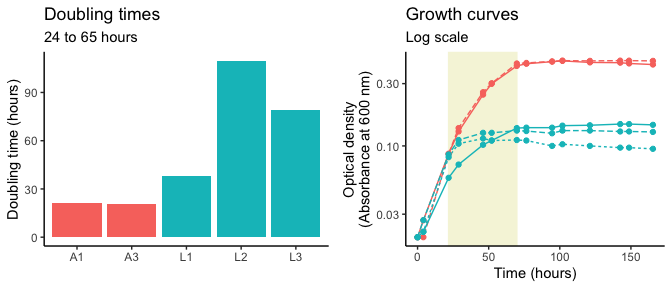 Doubling times
24 to 65 hours
Doubling time (hours)
90
60
30
0
A1 A3 L1 L2 L3
Growth curves
Log scale
Optical density
(Absorbance at 600 nm)
0.30
0.10
0.03
0 50 100 150
Time (hours)